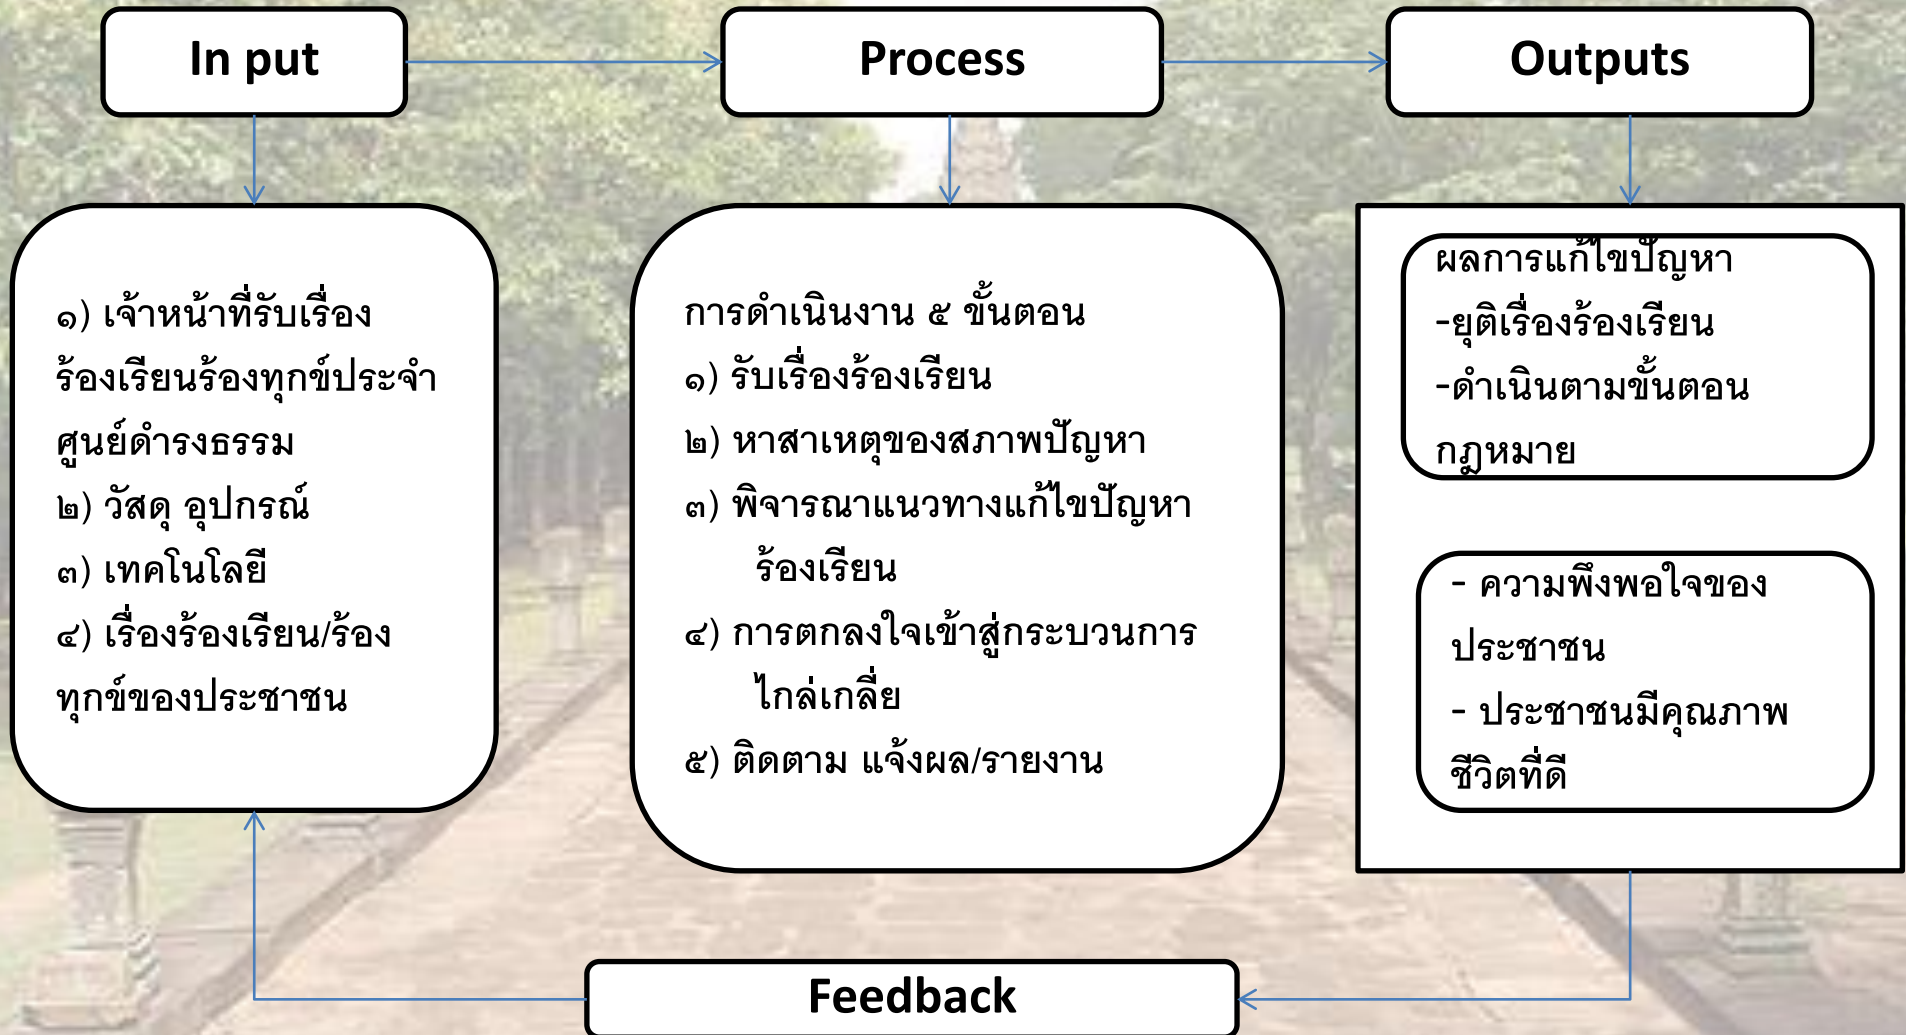 In put
Process
Outputs
๑) เจ้าหน้าที่รับเรื่อง
ร้องเรียนร้องทุกข์ประจำ
ศูนย์ดำรงธรรม
๒) วัสดุ อุปกรณ์
๓) เทคโนโลยี
๔) เรื่องร้องเรียน/ร้อง
ทุกข์ของประชาชน
การดำเนินงาน ๕ ขั้นตอน
๑) รับเรื่องร้องเรียน
๒) หาสาเหตุของสภาพปัญหา
๓) พิจารณาแนวทางแก้ไขปัญหา
ร้องเรียน
๔) การตกลงใจเข้าสู่กระบวนการ
ไกล่เกลี่ย
๕) ติดตาม แจ้งผล/รายงาน
ผลการแก้ไขปัญหา
-ยุติเรื่องร้องเรียน
-ดำเนินตามขั้นตอน
กฎหมาย
- ความพึงพอใจของ
ประชาชน
- ประชาชนมีคุณภาพ
ชีวิตที่ดี
Feedback